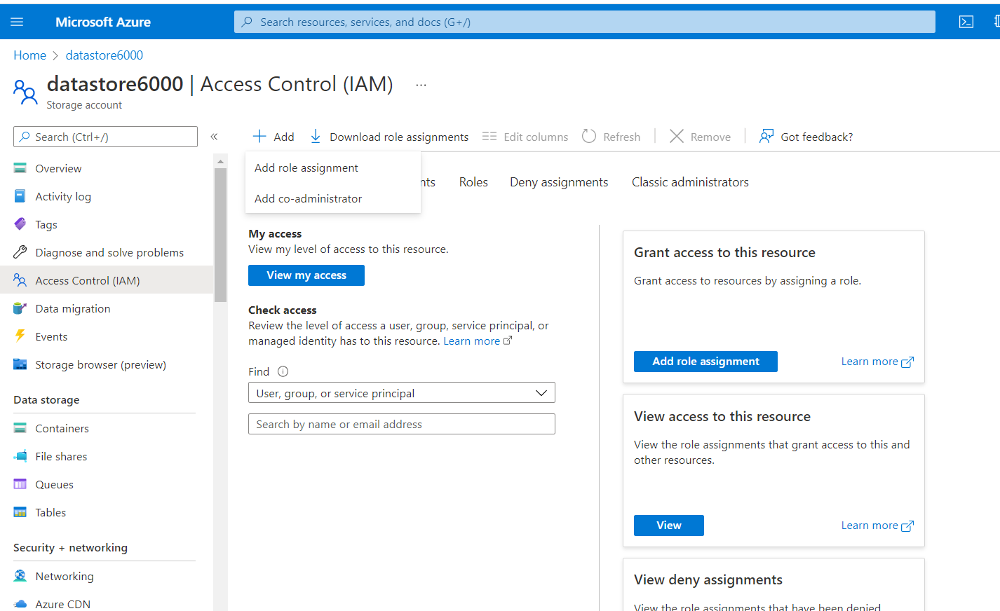 Microsoft Azure
Search resources, services, and docs (G+/)
Home > datastore6000
datastore6000 | Access Control (IAM) ...
Storage account
Search (Ctrl+/)
«
Overview
Activity log
Tags
Diagnose and solve problems
Access Control (IAM)
Data migration
Events
Storage browser (preview)
Data storage
Containers
File shares
Queues
Tables
Security + networking
Networking
Azure CDN
Add
Download role assignments
Edit columns
Refresh
Remove
Got feedback?
Add role assignment
Add co-administrator
nts
Roles
Deny assignments
Classic administrators
My access
View my level of access to this resource.
View my access
Check access
Review the level of access a user, group, service principal, or
managed identity has to this resource. Learn more
Find
User, group, or service principal
Search by name or email address
Grant access to this resource
Grant access to resources by assigning a role.
Add role assignment
Learn more
View access to this resource
View the role assignments that grant access to this and
other resources.
View
Learn more
View deny assignments
View the role assignments that have been denied